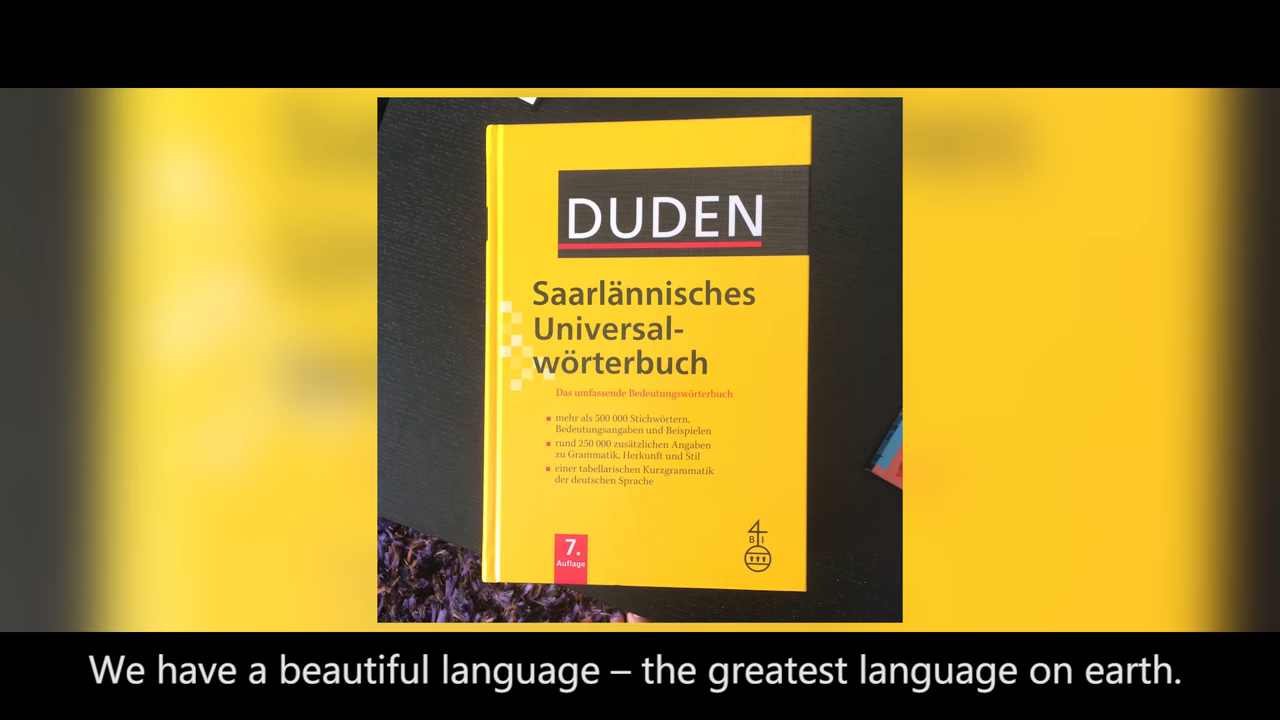 DUDEN
Saarlännisches
Universal-
wörterbuch
Das umfassende Bedeutungswörterbuch
mehr als 500 000 Stichwörtern,
Bedeutungsangaben und Beispielen
rund 250 000 zusätzlichen Angaben
zu Grammatik, Herkunft und Stil
einer tabellarischen Kurzgrammatik
der deutschen Sprache
7.
Auflage
B I
We have a beautiful language – the greatest language on earth.